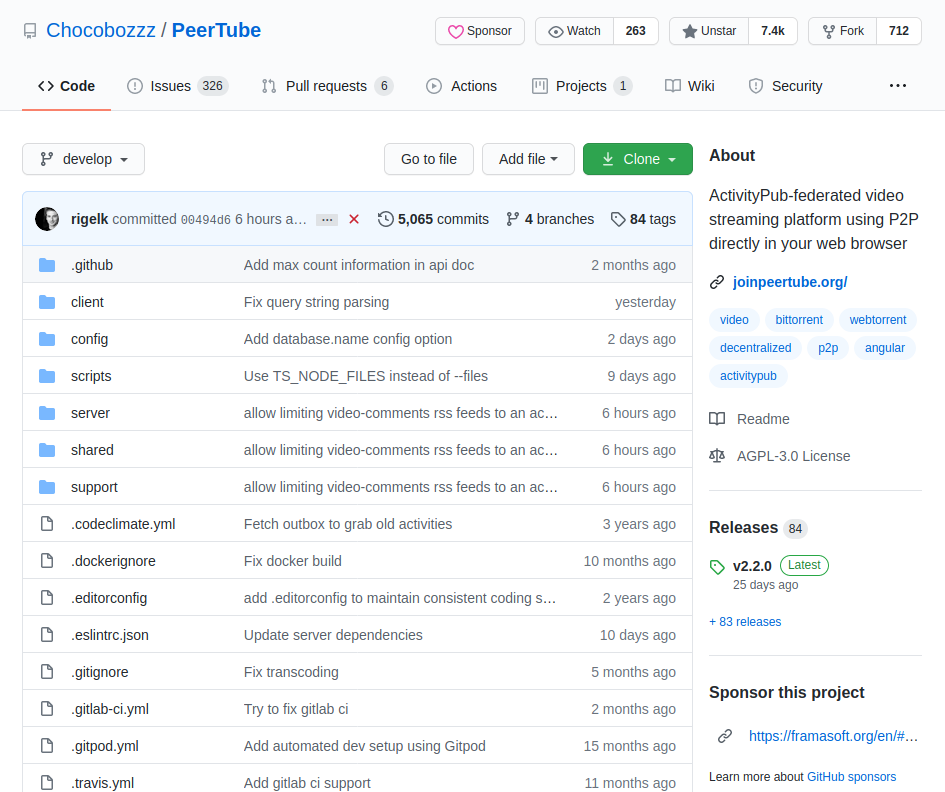 Chocobozzz / PeerTube
Sponsor Watch 263 Unstar 7.4k Fork 712
Code Issues 326 Pull requests 6 Actions Projects 1 Wiki Security ...
develop Go to file Add file Clone
rigelk committed 00494d6 6 hours a… ... 5,065 commits 4 branches 84 tags
.github Add max count information in api doc 2 months ago
client Fix query string parsing yesterday
config Add database.name config option 2 days ago
scripts Use TS_NODE_FILES instead of --files 9 days ago
server allow limiting video-comments rss feeds to an ac… 6 hours ago
shared allow limiting video-comments rss feeds to an ac… 6 hours ago
support allow limiting video-comments rss feeds to an ac… 6 hours ago
.codeclimate.yml Fetch outbox to grab old activities 3 years ago
.dockerignore Fix docker build 10 months ago
.editorconfig add .editorconfig to maintain consistent coding s… 2 years ago
.eslintrc.json Update server dependencies 10 days ago
.gitignore Fix transcoding 5 months ago
.gitlab-ci.yml Try to fix gitlab ci 2 months ago
.gitpod.yml Add automated dev setup using Gitpod 15 months ago
.travis.yml Add gitlab ci support 11 months ago
About
ActivityPub-federated video
streaming platform using P2P
directly in your web browser
joinpeertube.org/
video bittorrent webtorrent
decentralized p2p angular
activitypub
Readme
AGPL-3.0 License
Releases 84
v2.2.0 Latest
25 days ago
+ 83 releases
Sponsor this project
https://framasoft.org/en/#…
Learn more about GitHub sponsors